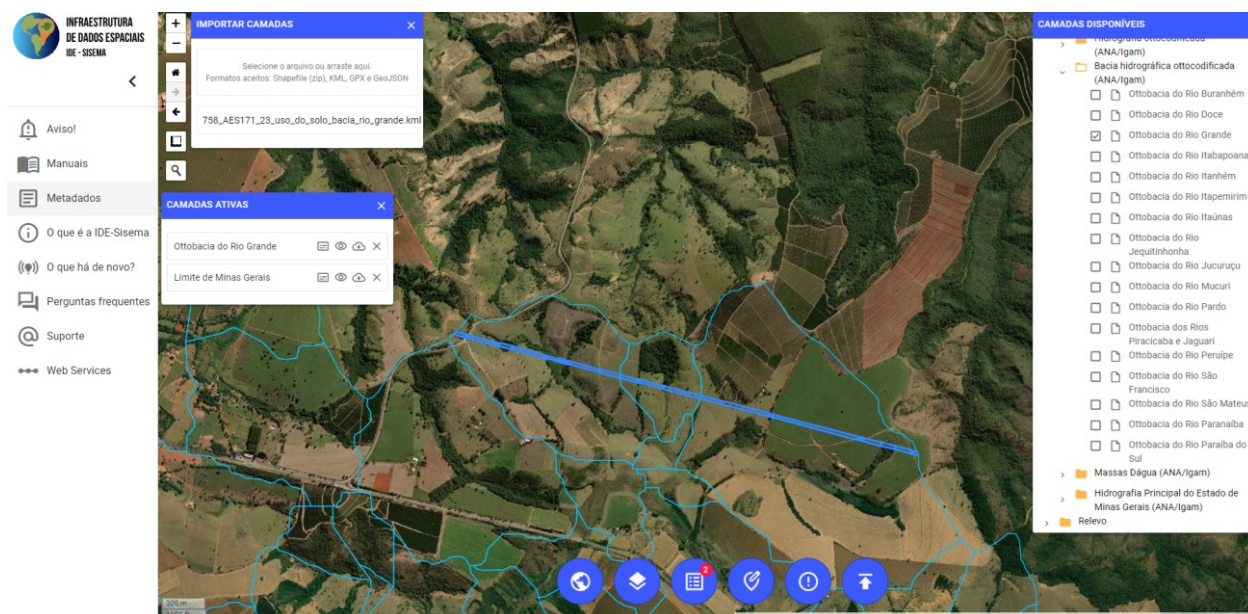 INFRAESTRUTURA
DE DADOS ESPACIAIS
IDE - SISEMA
Aviso!
Manuais
Metadados
O que é a IDE-Sisema
O que há de novo?
Perguntas frequentes
Suporte
Web Services
IMPORTAR CAMADAS
Selecione o arquivo ou arraste aqui.
Formatos aceitos: Shapefile (zip), KML, GPX e GeoJSON
758_AES171_23_uso_do_solo_bacia_rio_grande.kml
CAMADAS ATIVAS
Ottobacia do Rio Grande
Limite de Minas Gerais
300 m
2
CAMADAS DISPONÍVEIS
Hidrografia ottocodificada
(ANA/Igam)
Bacia hidrográfica ottocodificada
(ANA/Igam)
Ottobacia do Rio Buranhém
Ottobacia do Rio Doce
Ottobacia do Rio Grande
Ottobacia do Rio Itabapoana
Ottobacia do Rio Itanhém
Ottobacia do Rio Itapemirim
Ottobacia do Rio Itaúnas
Ottobacia do Rio
Jequitinhonha
Ottobacia do Rio Jucuruçu
Ottobacia do Rio Mucuri
Ottobacia do Rio Pardo
Ottobacia dos Rios
Piracicaba e Jaguari
Ottobacia do Rio Peruípe
Ottobacia do Rio São
Francisco
Ottobacia do Rio São Mateus
Ottobacia do Rio Paranaíba
Ottobacia do Rio Paraíba do
Sul
Massas Dágua (ANA/Igam)
Hidrografia Principal do Estado de
Minas Gerais (ANA/Igam)
Relevo